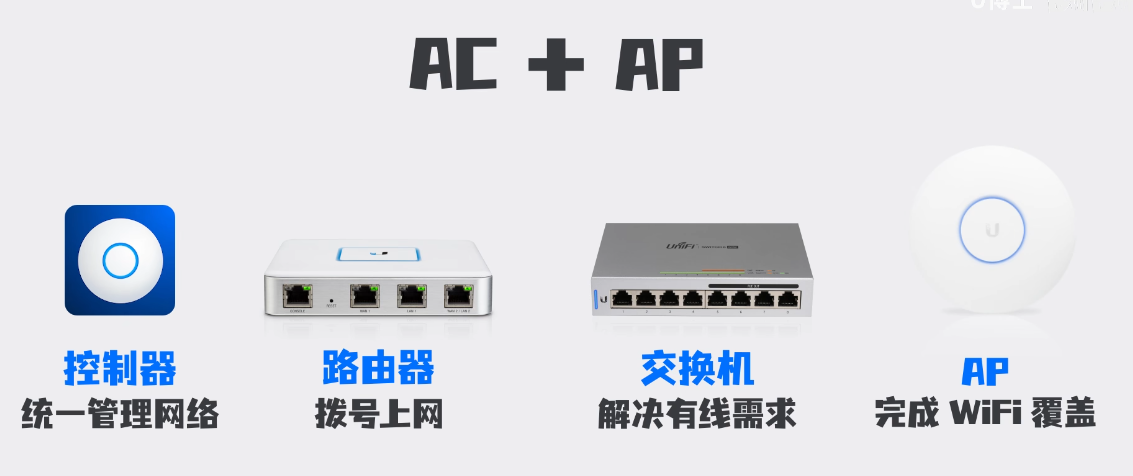 AC + AP
UniFi
控制器
路由器
交换机
AP
统一管理网络
拨号上网
解决有线需求
完成 WiFi 覆盖